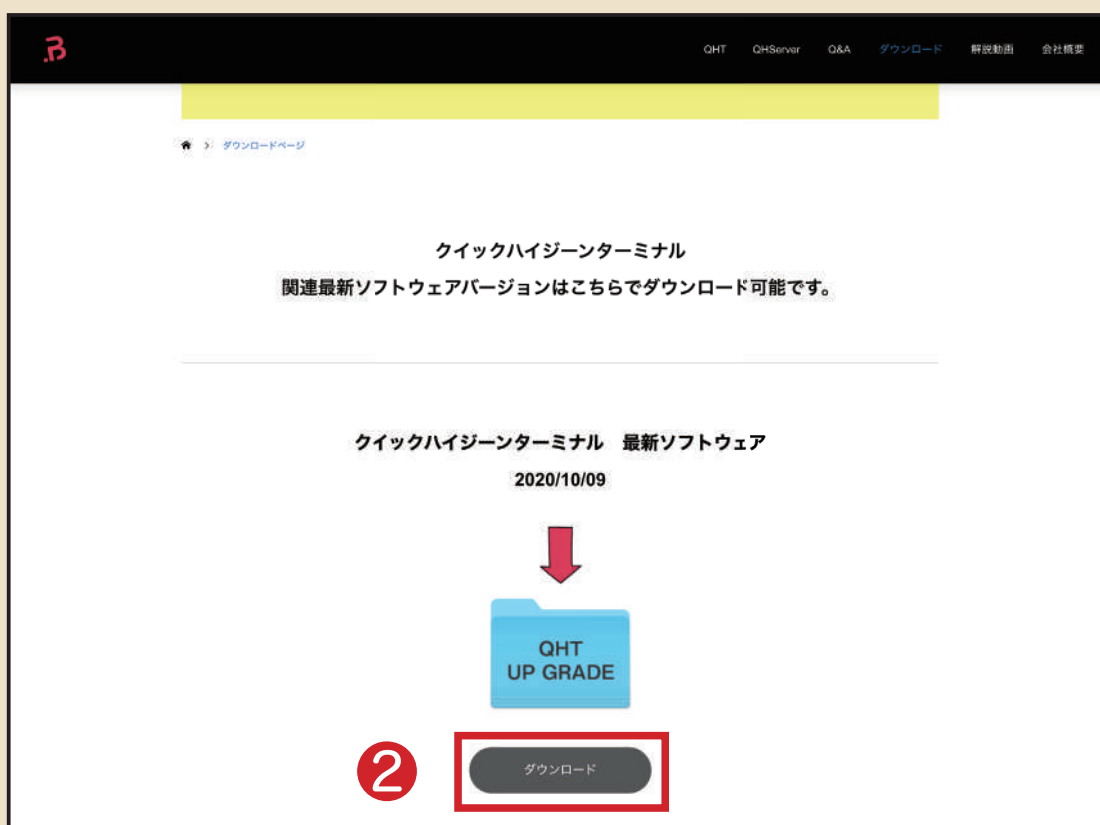 QHT QHServer Q&A ダウンロード 解説動画 会社概要
ダウンロードページ
クイックハイジーンターミナル
関連最新ソフトウェアバージョンはこちらでダウンロード可能です。
クイックハイジーンターミナル 最新ソフトウェア
2020/10/09
QHT
UP GRADE
2
ダウンロード